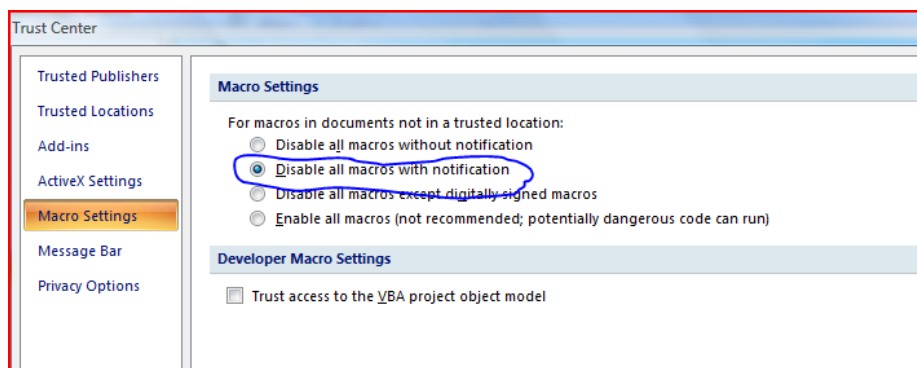 Trust Center
Trusted Publishers
Trusted Locations
Add-ins
ActiveX Settings
Macro Settings
Message Bar
Privacy Options
Macro Settings
For macros in documents not in a trusted location:
Disable all macros without notification
Disable all macros with notification
Disable all macros except digitally signed macros
Enable all macros (not recommended; potentially dangerous code can run)
Developer Macro Settings
Trust access to the VBA project object model